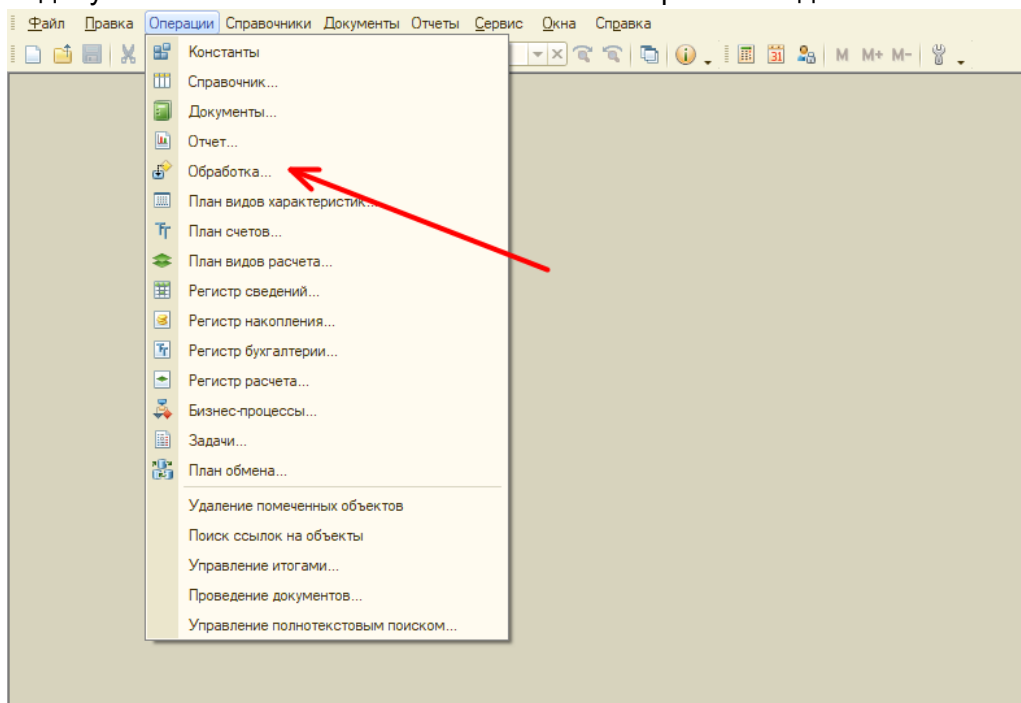 Файл Правка Операции Справочники Документы Отчеты Сервис Окна Справка
M M+ M-
31
Константы
Справочник...
Документы...
Отчет...
Обработка...
План видов характеристик...
План счетов...
План видов расчета...
Регистр сведений...
Регистр накопления...
Регистр бухгалтерии...
Регистр расчета...
Бизнес-процессы...
Задачи...
План обмена...
Удаление помеченных объектов
Поиск ссылок на объекты
Управление итогами...
Проведение документов...
Управление полнотекстовым поиском...